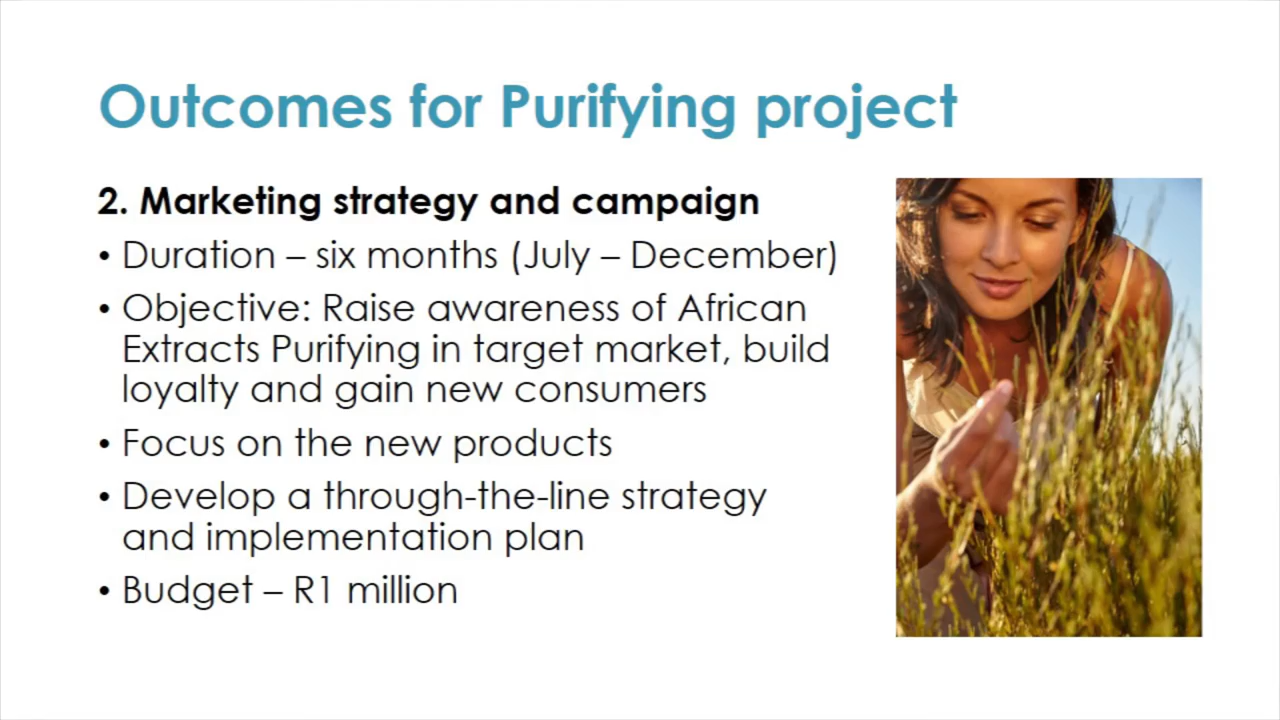 Outcomes for Purifying project
2. Marketing strategy and campaign
• Duration – six months (July – December)
• Objective: Raise awareness of African
Extracts Purifying in target market, build
loyalty and gain new consumers
• Focus on the new products
• Develop a through-the-line strategy
and implementation plan
• Budget – R1 million